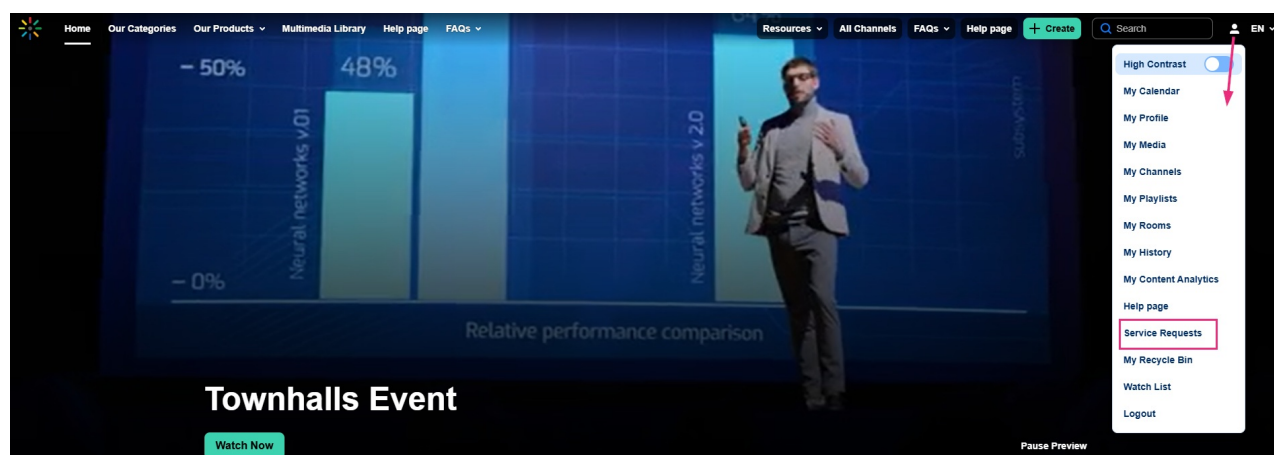 Home Our Categories Our Products Multimedia Library Help page FAQs Resources All Channels FAQs Help page + Create Search EN
High Contrast
My Calendar
My Profile
My Media
My Channels
My Playlists
My Rooms
My History
My Content Analytics
Help page
Service Requests
My Recycle Bin
Watch List
Logout
64%
– 50%
48%
Neural networks v.01
Neural networks v 2.0
subsystem
– 0%
Relative performance comparison
Townhalls Event
Watch Now
Pause Preview